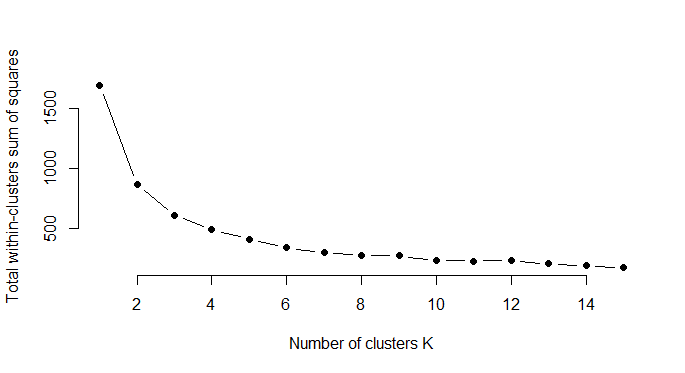 Total within-clusters sum of squares
1500
1000
500
2 4 6 8 10 12 14
Number of clusters K